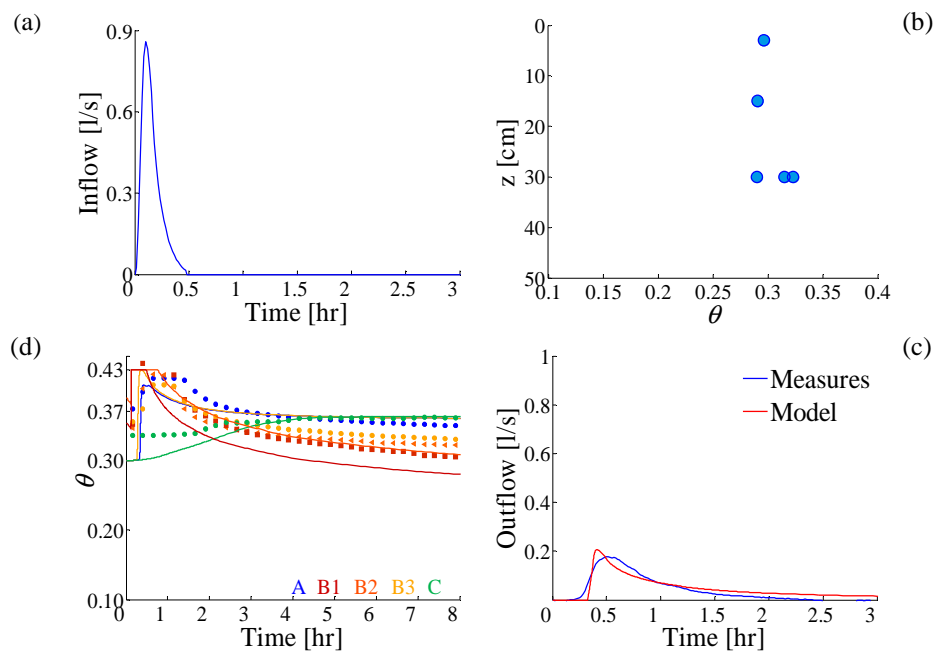 (a)
0.9
0.6
0.3
0
Inflow [l/s]
0 0.5 1 1.5 2 2.5 3
Time [hr]
(b)
0
10
20
30
40
50
z [cm]
0.1 0.15 0.2 0.25 0.3 0.35 0.4
θ
(d)
0.43
0.37
0.30
0.20
0.10
θ
A B1 B2 B3 C
0 1 2 3 4 5 6 7 8
Time [hr]
(c)
1
0.8
0.6
0.4
0.2
0
Outflow [l/s]
Measures
Model
0 0.5 1 1.5 2 2.5 3
Time [hr]